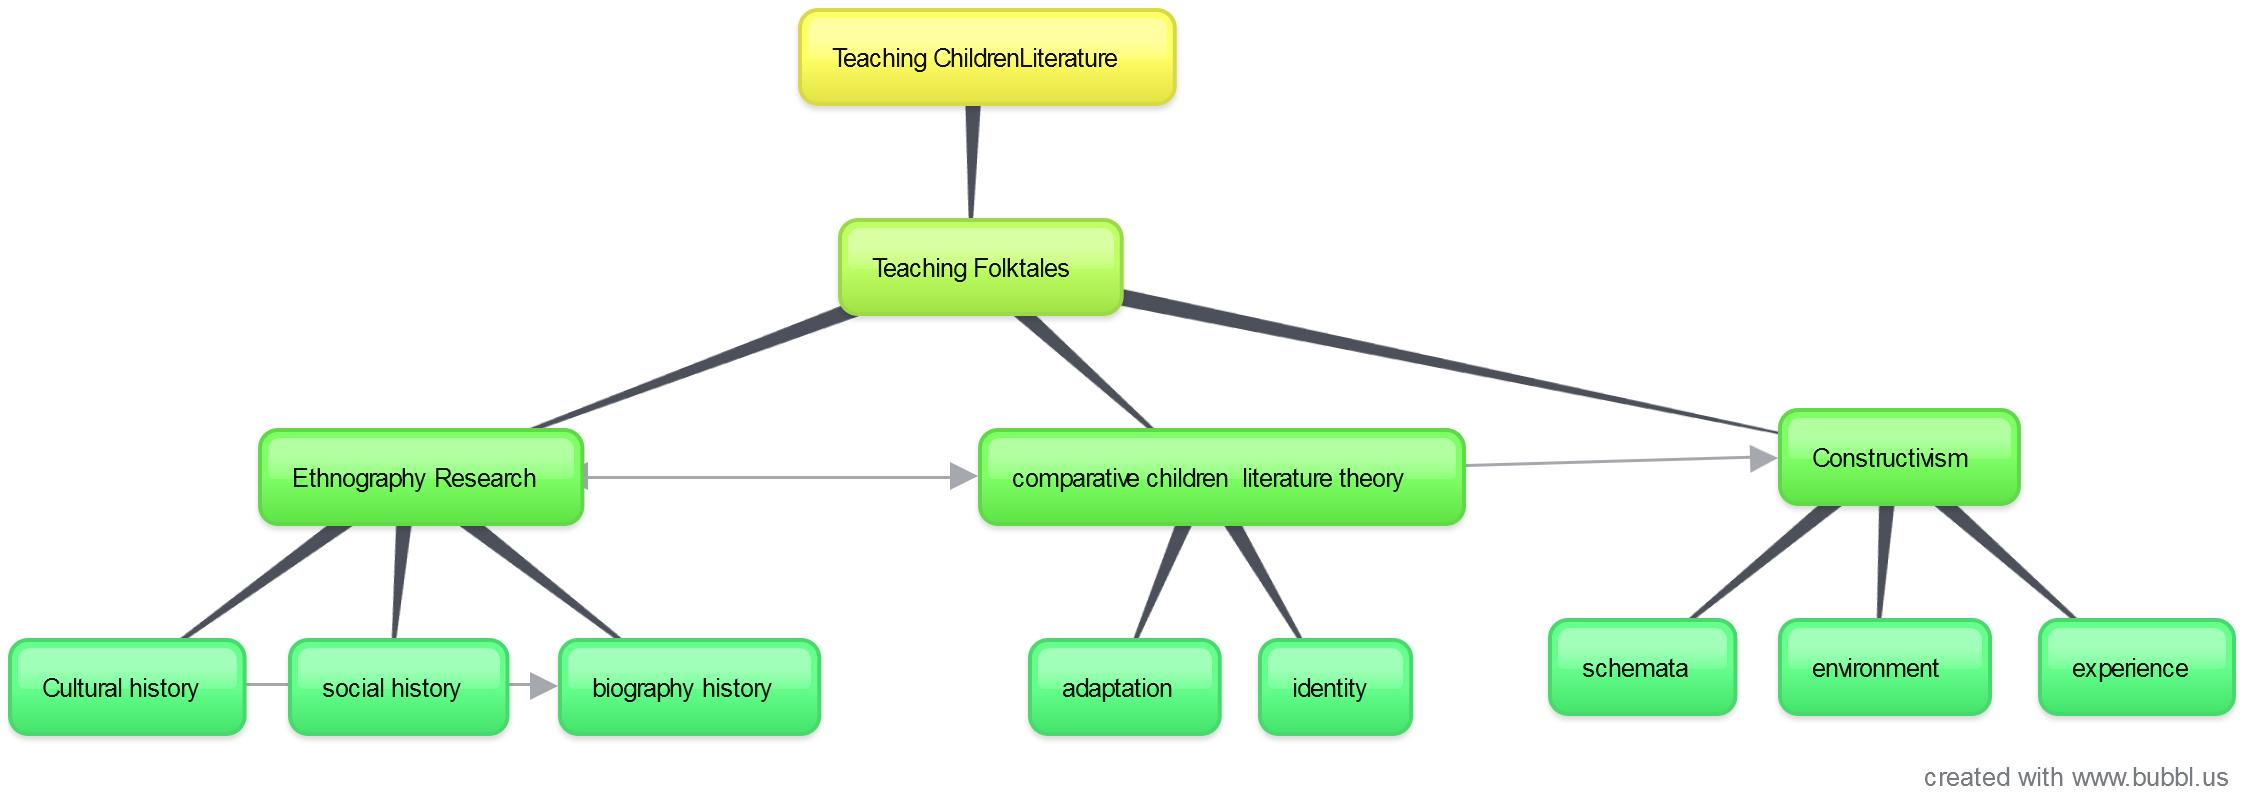 Teaching ChildrenLiterature
Teaching Folktales
Ethnography Research
comparative children  literature theory
Constructivism
Cultural history
social history
biography history
adaptation
identity
schemata
environment
experience
created with www.bubbl.us